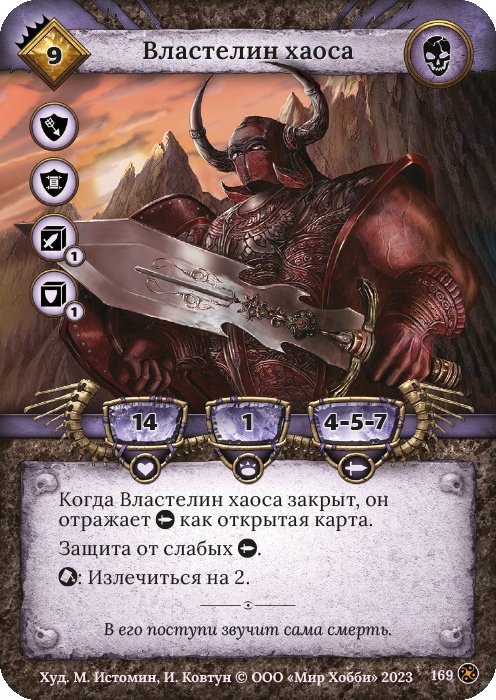 9
Властелин хаоса
1
1
14
1
4-5-7
Когда Властелин хаоса закрыт, он
отражает как открытая карта.
Защита от слабых .
: Излечиться на 2.
В его поступи звучит сама смерть.
Худ. М. Истомин, И. Ковтун © ООО «Мир Хобби» 2023
169